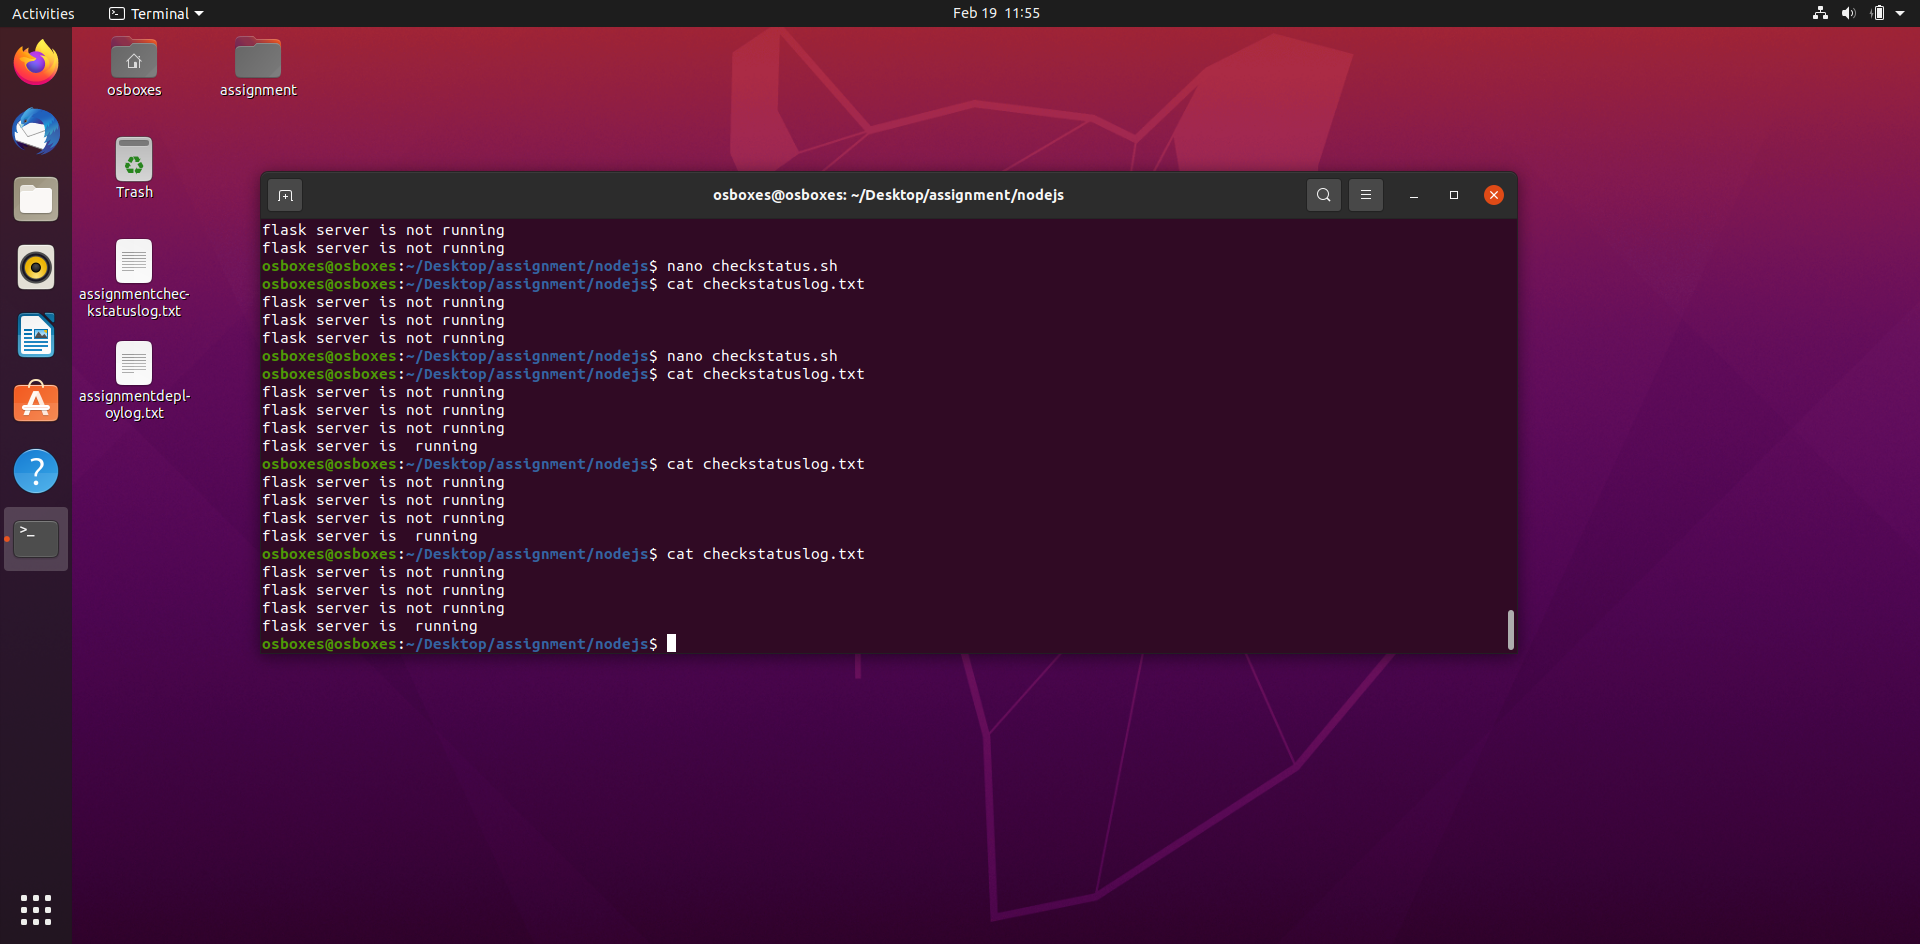 Activities
Terminal
Feb 19 11:55
osboxes
assignment
Trash
assignmentchec-
kstatuslog.txt
assignmentdepl-
oylog.txt
osboxes@osboxes: ~/Desktop/assignment/nodejs
flask server is not running
flask server is not running
osboxes@osboxes:~/Desktop/assignment/nodejs$ nano checkstatus.sh
osboxes@osboxes:~/Desktop/assignment/nodejs$ cat checkstatuslog.txt
flask server is not running
flask server is not running
flask server is not running
osboxes@osboxes:~/Desktop/assignment/nodejs$ nano checkstatus.sh
osboxes@osboxes:~/Desktop/assignment/nodejs$ cat checkstatuslog.txt
flask server is not running
flask server is not running
flask server is not running
flask server is  running
osboxes@osboxes:~/Desktop/assignment/nodejs$ cat checkstatuslog.txt
flask server is not running
flask server is not running
flask server is not running
flask server is  running
osboxes@osboxes:~/Desktop/assignment/nodejs$ cat checkstatuslog.txt
flask server is not running
flask server is not running
flask server is not running
flask server is  running
osboxes@osboxes:~/Desktop/assignment/nodejs$